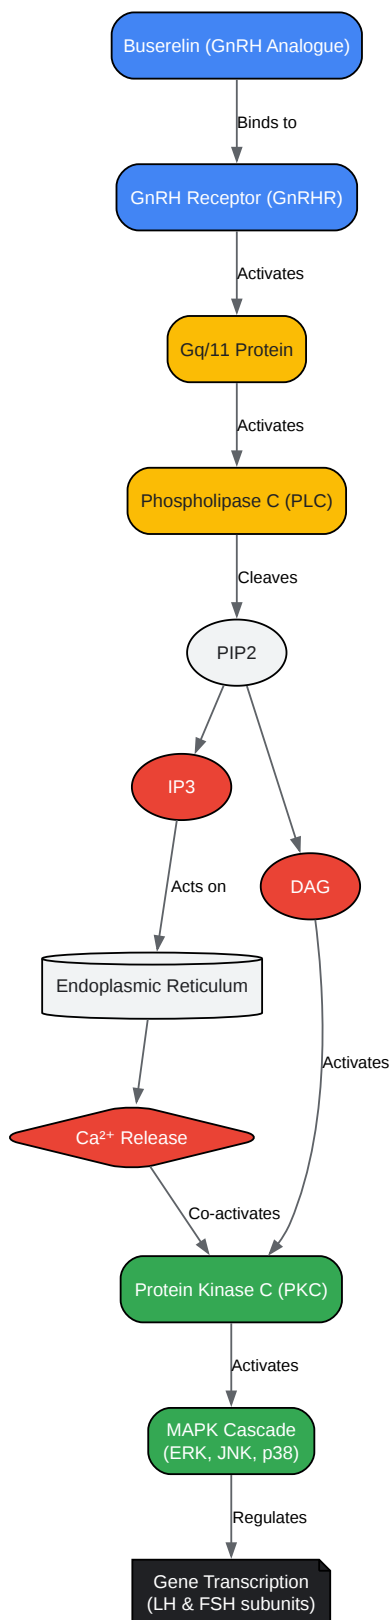 Buserelin (GnRH Analogue)
Binds to
GnRH Receptor (GnRHR)
Activates
Gq/11 Protein
Activates
Phospholipase C (PLC)
Cleaves
PIP2
IP3
DAG
Acts on
Endoplasmic Reticulum
Activates
Ca²⁺ Release
Co-activates
Protein Kinase C (PKC)
Activates
MAPK Cascade
(ERK, JNK, p38)
Regulates
Gene Transcription
(LH & FSH subunits)